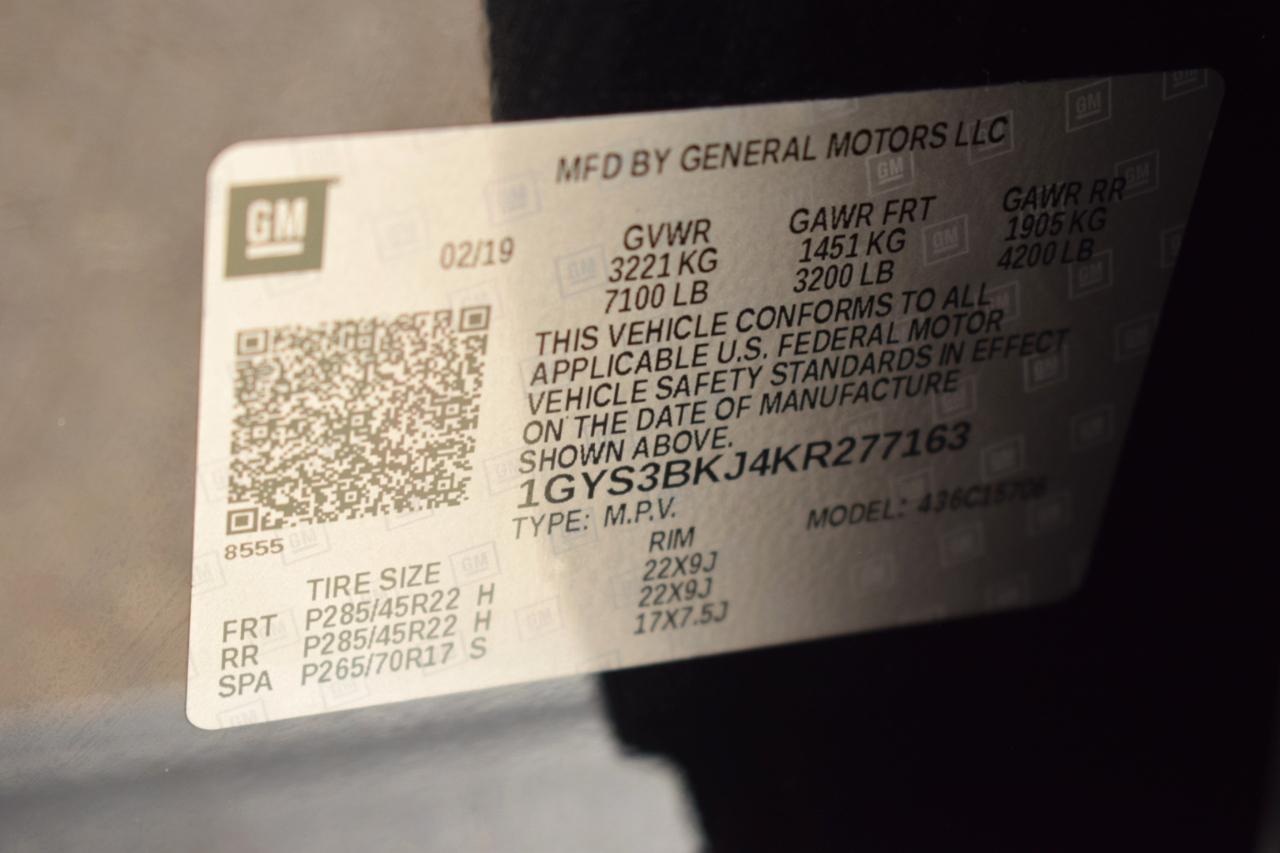 MFD BY GENERAL MOTORS LLC
GM
02/19
GVWR GAWR FRT GAWR RR
3221 KG 1451 KG 1905 KG
7100 LB 3200 LB 4200 LB
THIS VEHICLE CONFORMS TO ALL
APPLICABLE U.S. FEDERAL MOTOR
VEHICLE SAFETY STANDARDS IN EFFECT
ON THE DATE OF MANUFACTURE
SHOWN ABOVE.
1GYS3BKJ4KR277163
TYPE: M.P.V. MODEL:
8555
TIRE SIZE RIM
FRT P285/45R22 H 22X9J
RR P285/45R22 H 22X9J
SPA P265/70R17 S 17X7.5J